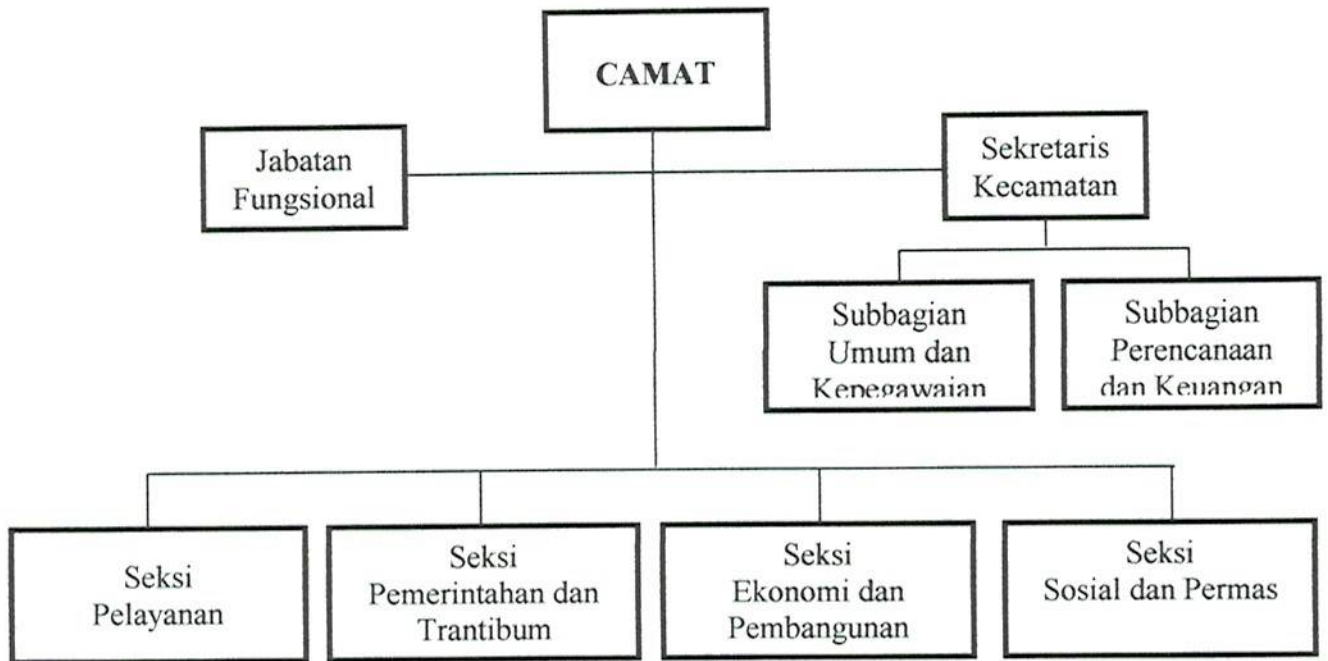 CAMAT
Jabatan
Fungsional
Sekretaris
Kecamatan
Subbagian
Umum dan
Kepegawaian
Subbagian
Perencanaan
dan Keuangan
Seksi
Pelayanan
Seksi
Pemerintahan dan
Trantibum
Seksi
Ekonomi dan
Pembangunan
Seksi
Sosial dan Permas